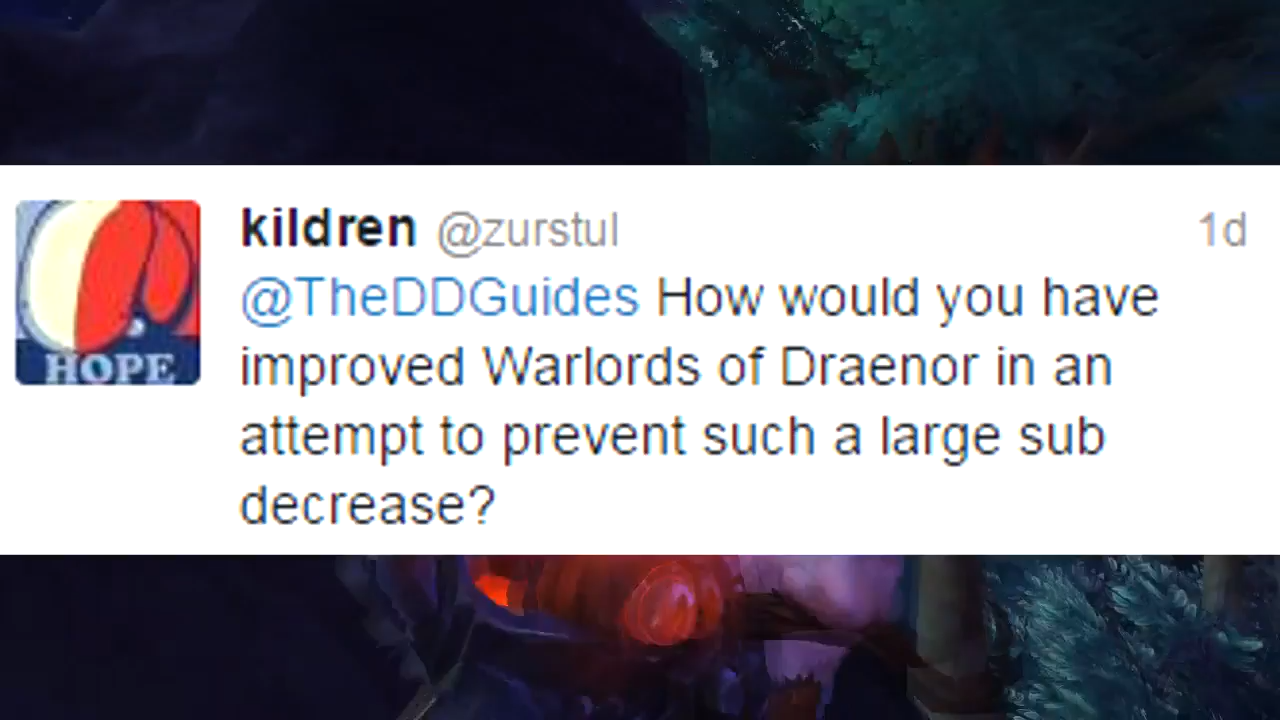 kildren @zurstul 1d
@TheDDGuides How would you have
improved Warlords of Draenor in an
attempt to prevent such a large sub
decrease?
HOPE